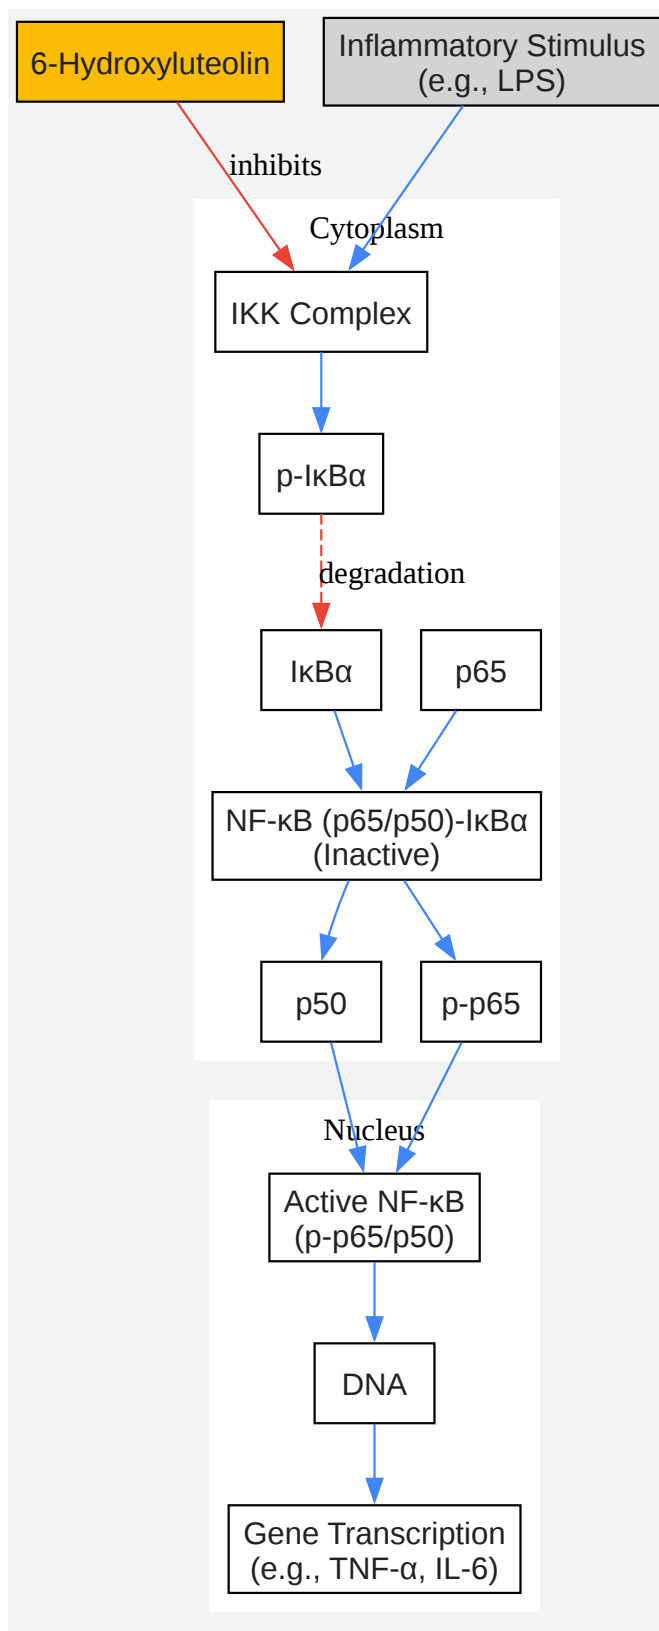 6-Hydroxyluteolin
Inflammatory Stimulus
(e.g., LPS)
inhibits
Cytoplasm
IKK Complex
p-IκBα
degradation
IκBα
p65
NF-κB (p65/p50)-IκBα
(Inactive)
p50
p-p65
Nucleus
Active NF-κB
(p-p65/p50)
DNA
Gene Transcription
(e.g., TNF-α, IL-6)